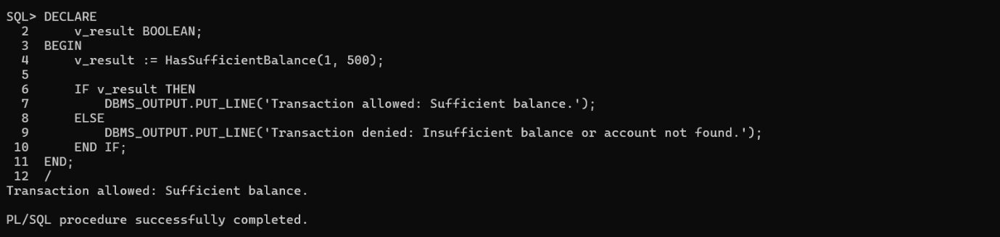 SQL> DECLARE
  2      v_result BOOLEAN;
  3  BEGIN
  4      v_result := HasSufficientBalance(1, 500);
  5
  6      IF v_result THEN
  7          DBMS_OUTPUT.PUT_LINE('Transaction allowed: Sufficient balance.');
  8      ELSE
  9          DBMS_OUTPUT.PUT_LINE('Transaction denied: Insufficient balance or account not found.');
 10      END IF;
 11  END;
 12  /
Transaction allowed: Sufficient balance.

PL/SQL procedure successfully completed.